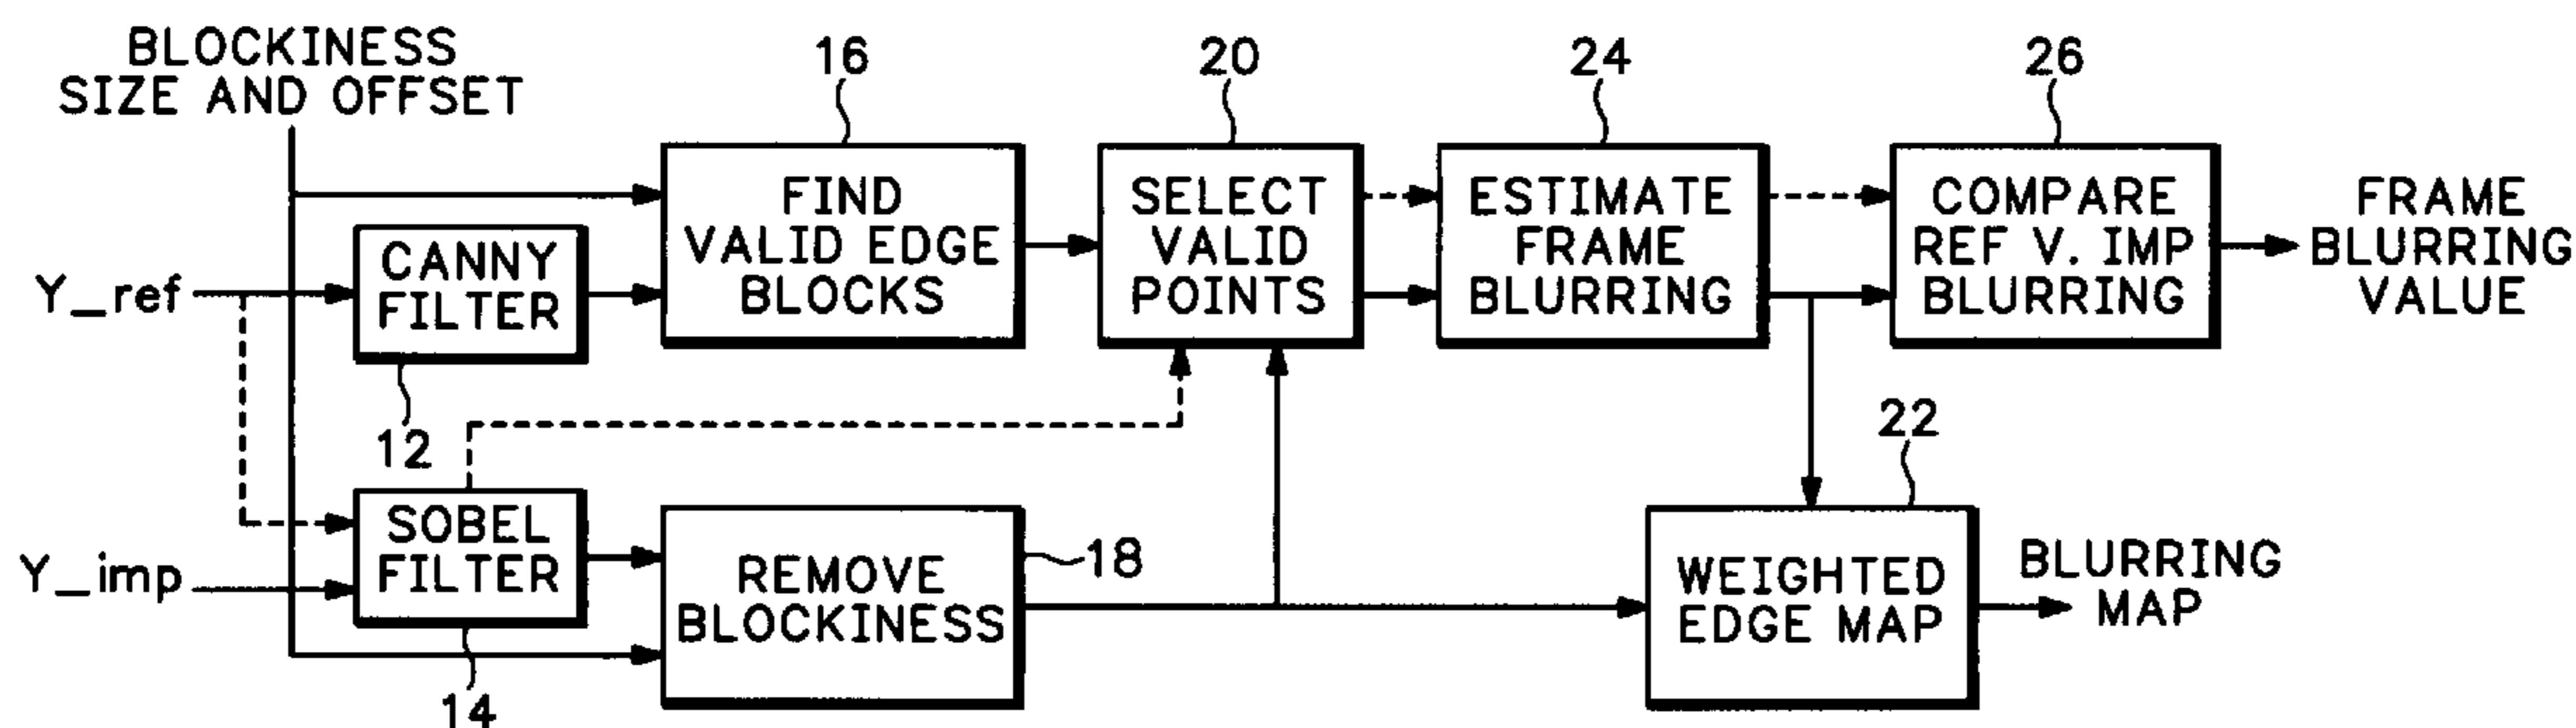 BLOCKINESS
SIZE AND OFFSET
16
20
24
26
FIND
VALID EDGE
BLOCKS
SELECT
VALID
POINTS
ESTIMATE
FRAME
BLURRING
COMPARE
REF V. IMP
BLURRING
FRAME
BLURRING
VALUE
Y_ref
CANNY
FILTER
12
22
Y_imp
SOBEL
FILTER
14
REMOVE
BLOCKINESS
18
WEIGHTED
EDGE MAP
BLURRING
MAP